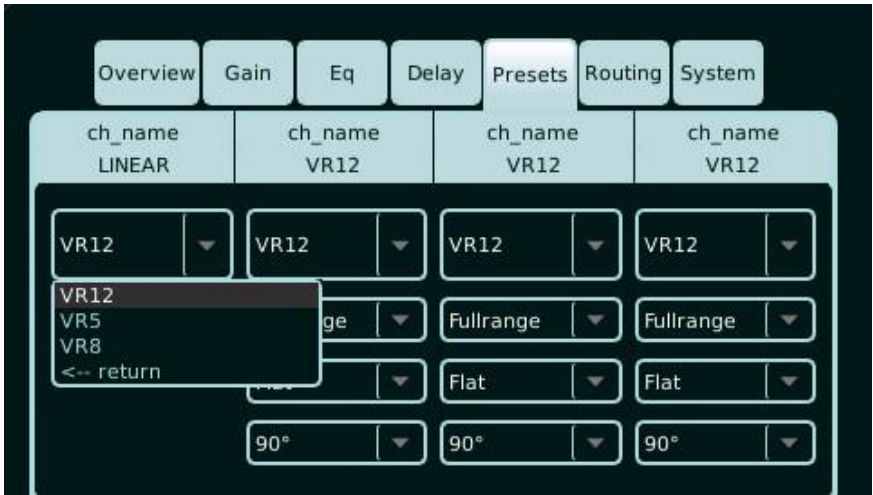 Overview Gain Eq Delay Presets Routing System
ch_name ch_name ch_name ch_name
LINEAR VR12 VR12 VR12
VR12 VR12 VR12 VR12
VR12
VR5
VR8
<-- return
ge Fullrange Fullrange
Flat Flat
90° 90° 90°